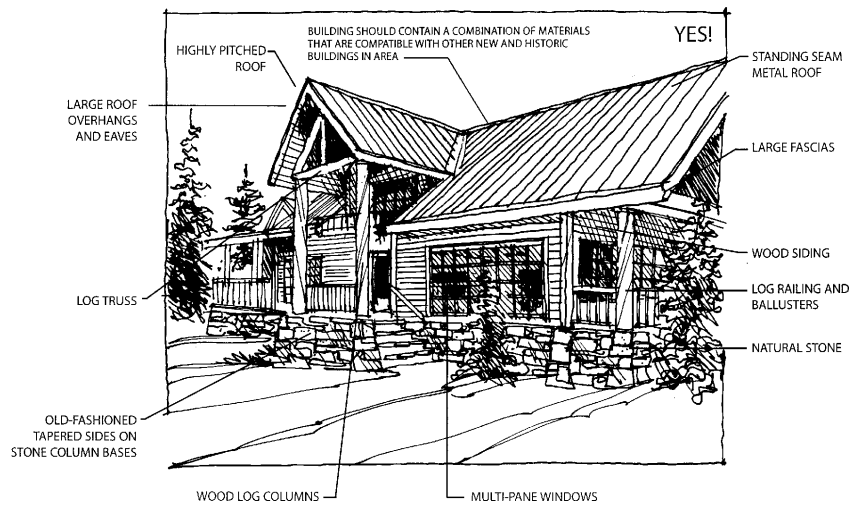 BUILDING SHOULD CONTAIN A COMBINATION OF MATERIALS
THAT ARE COMPATIBLE WITH OTHER NEW AND HISTORIC
BUILDINGS IN AREA
YES!
HIGHLY PITCHED
ROOF
STANDING SEAM
METAL ROOF
LARGE ROOF
OVERHANGS
AND EAVES
LARGE FASCIAS
WOOD SIDING
LOG TRUSS
LOG RAILING AND
BALLUSTERS
NATURAL STONE
OLD-FASHIONED
TAPERED SIDES ON
STONE COLUMN BASES
WOOD LOG COLUMNS
MULTI-PANE WINDOWS